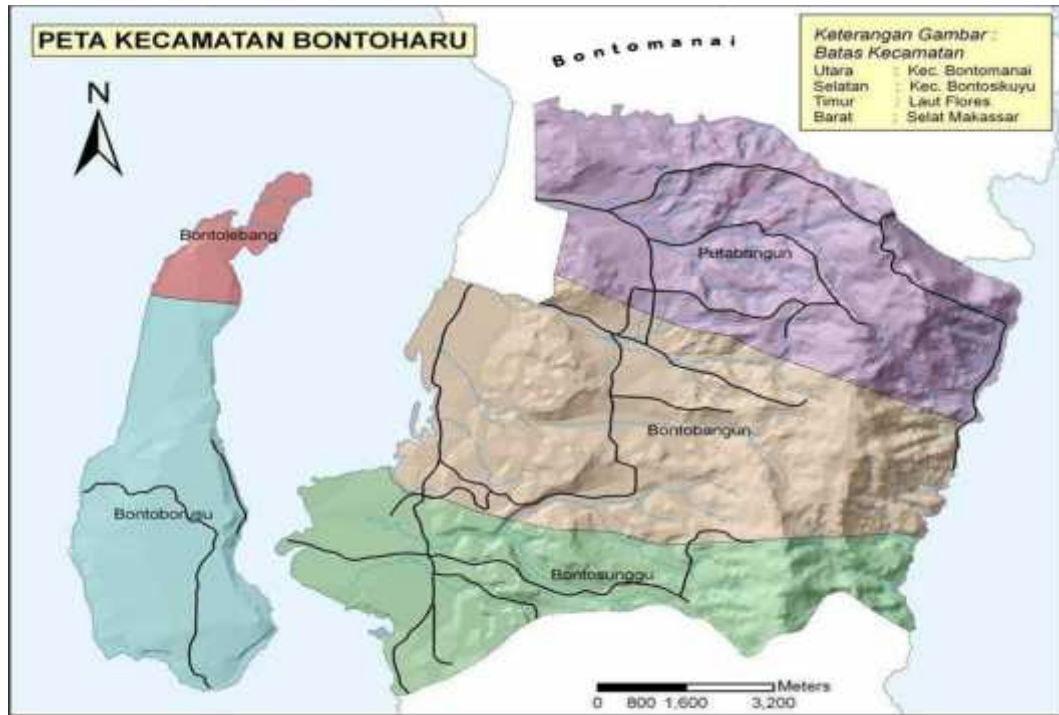 PETA KECAMATAN BONTOHARU
Bontomanai
Keterangan Gambar :
Batas Kecamatan
Utara : Kec. Bontomanai
Selatan : Kec. Bontosikuyu
Timur : Laut Flores
Barat : Selat Makassar
N
Bontolebang
Putabangun
Bontobangun
Bontoborusu
Bontosunggu
Meters
0 800 1,600 3,200